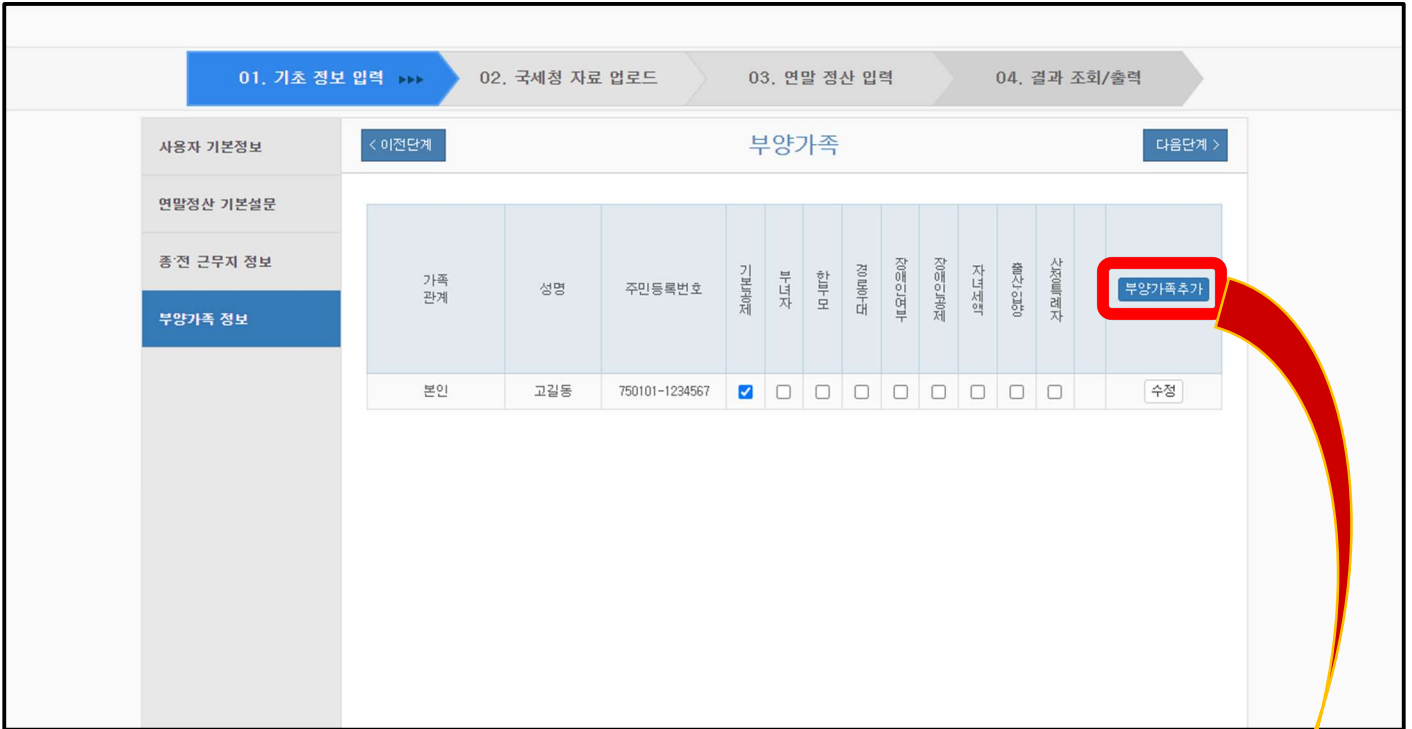 01. 기초 정보 입력 ▸▸▸
02. 국세청 자료 업로드
03. 연말 정산 입력
04. 결과 조회/출력
사용자 기본정보
연말정산 기본설문
종·전 근무지 정보
부양가족 정보
< 이전단계
부양가족
다음단계 >
가족
관계
성명
주민등록번호
기본공제
부녀자
한부모
경로우대
장애인여부
장애인공제
자녀세액
출산입양
산정특례자
부양가족추가
본인 고길동 750101-1234567 수정